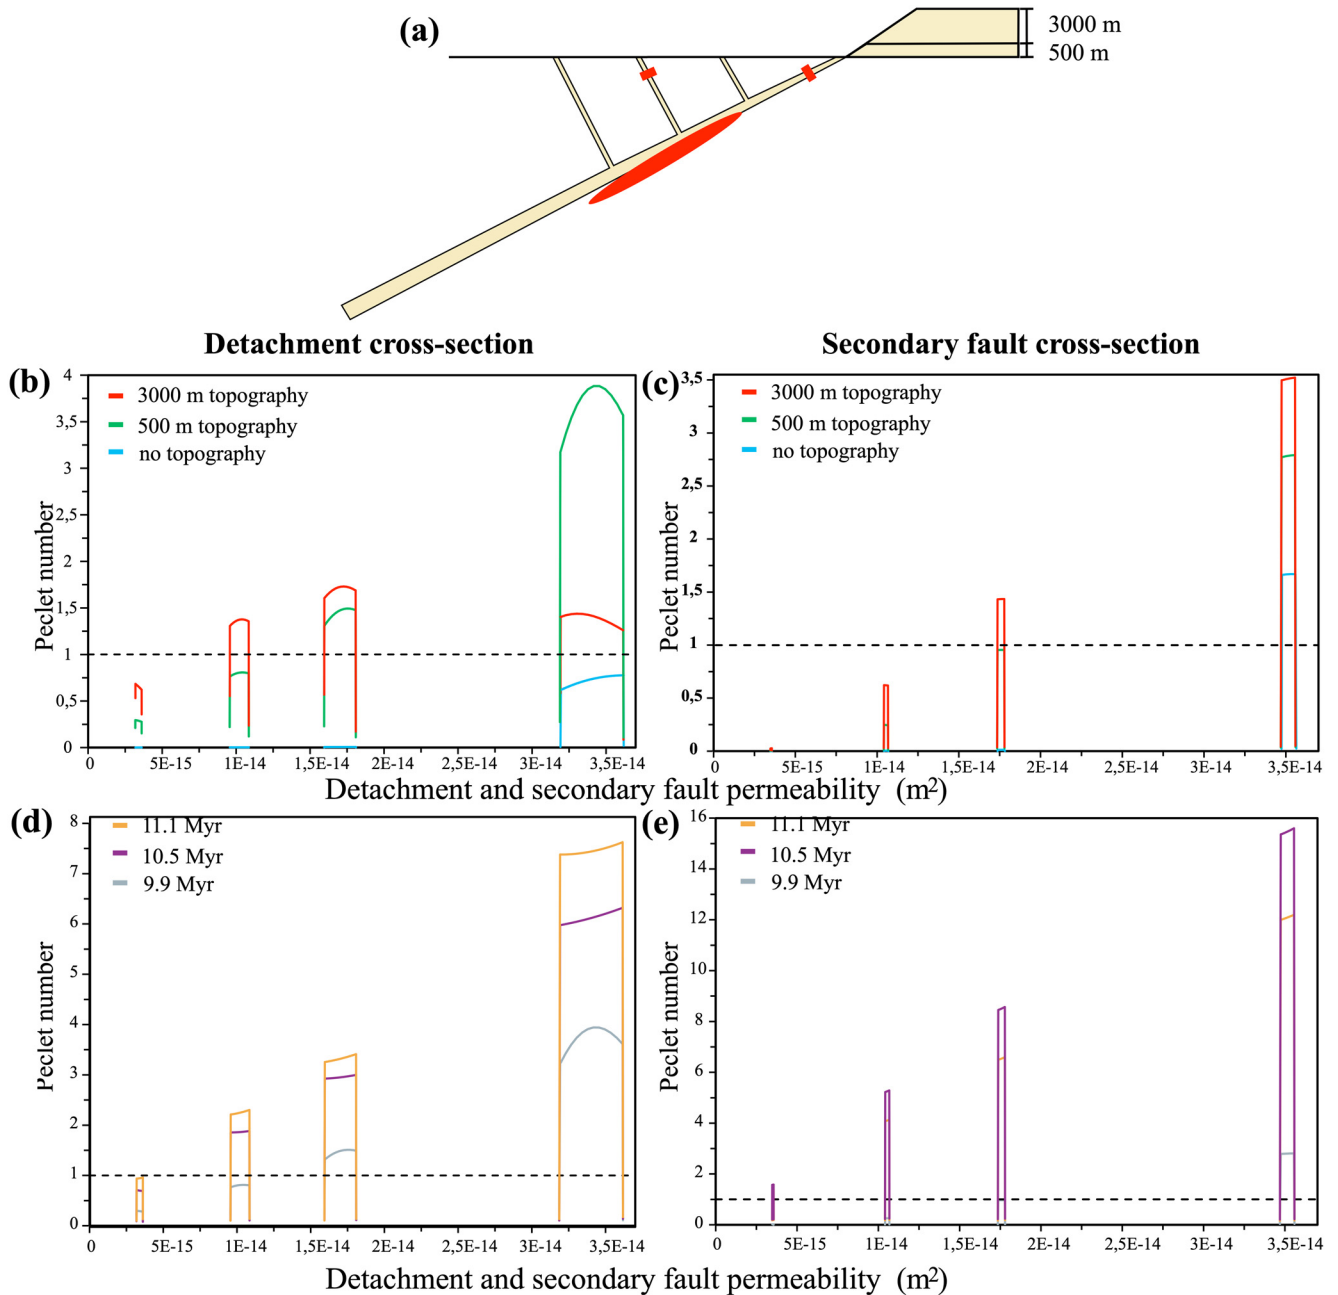 (a)
3000 m
500 m
Detachment cross-section
Secondary fault cross-section
(b)
Peclet number
4
3,5
3
2,5
2
1,5
1
0,5
0
3000 m topography
500 m topography
no topography
0 5E-15 1E-14 1,5E-14 2E-14 2,5E-14 3E-14 3,5E-14
(c)
Peclet number
3,5
3
2,5
2
1,5
1
0,5
0
3000 m topography
500 m topography
no topography
0 5E-15 1E-14 1,5E-14 2E-14 2,5E-14 3E-14 3,5E-14
Detachment and secondary fault permeability (m²)
(d)
Peclet number
8
7
6
5
4
3
2
1
0
11.1 Myr
10.5 Myr
9.9 Myr
0 5E-15 1E-14 1,5E-14 2E-14 2,5E-14 3E-14 3,5E-14
(e)
Peclet number
16
14
12
10
8
6
4
2
0
11.1 Myr
10.5 Myr
9.9 Myr
0 5E-15 1E-14 1,5E-14 2E-14 2,5E-14 3E-14 3,5E-14
Detachment and secondary fault permeability (m²)